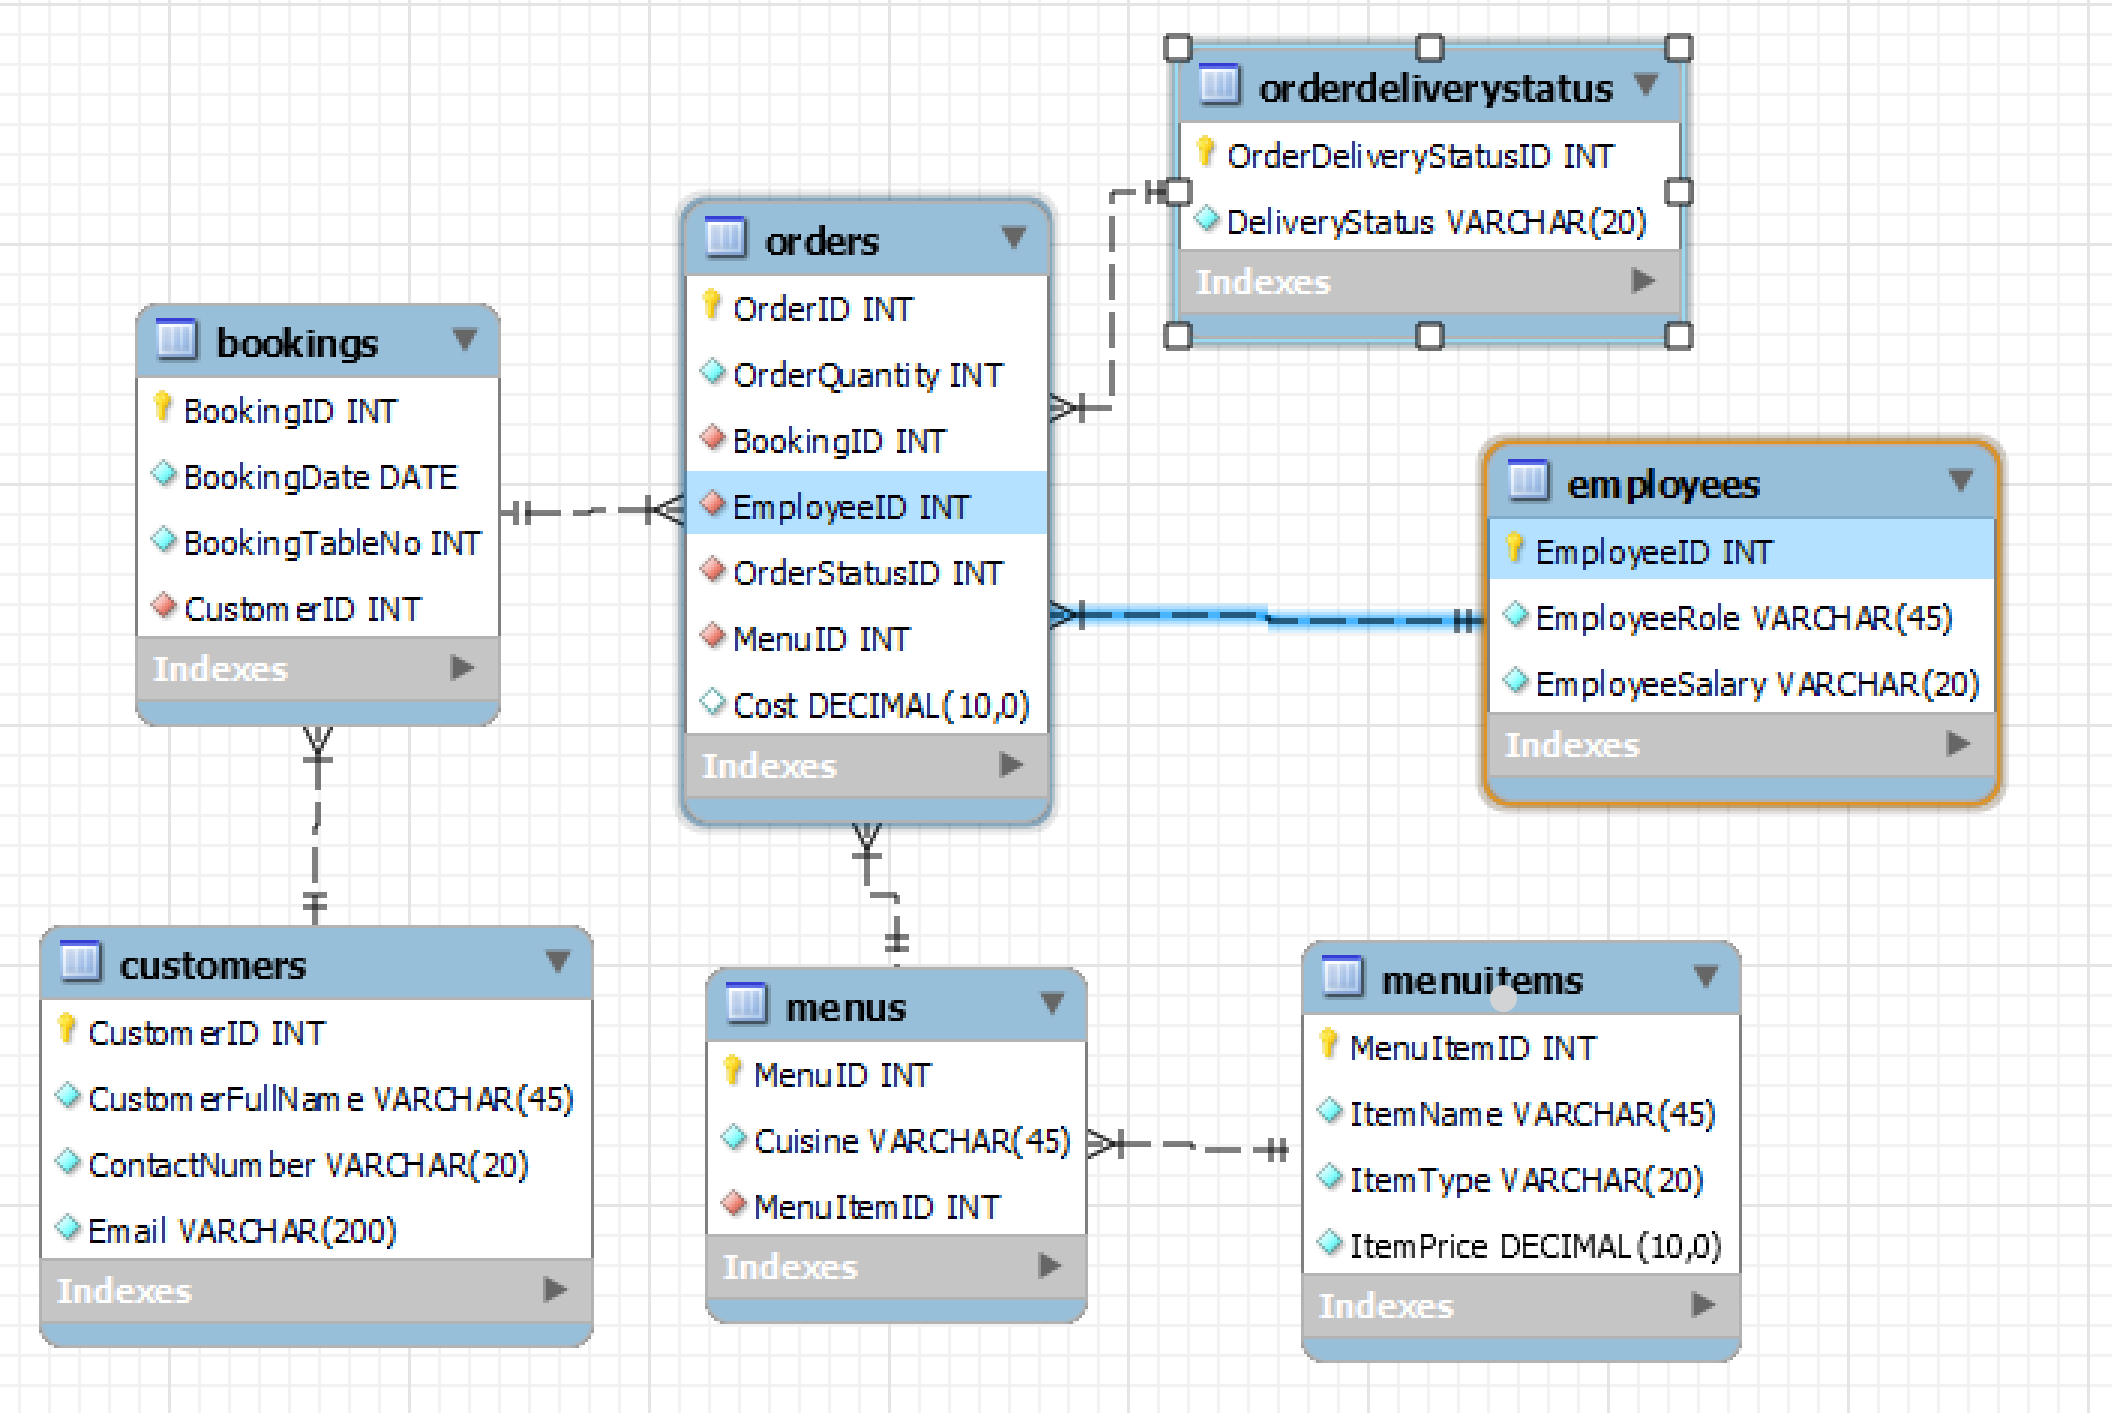 orderdeliverystatus
OrderDeliveryStatusID INT
DeliveryStatus VARCHAR(20)
Indexes
orders
OrderID INT
OrderQuantity INT
BookingID INT
EmployeeID INT
OrderStatusID INT
MenuID INT
Cost DECIMAL(10,0)
Indexes
bookings
BookingID INT
BookingDate DATE
BookingTableNo INT
CustomerID INT
Indexes
employees
EmployeeID INT
EmployeeRole VARCHAR(45)
EmployeeSalary VARCHAR(20)
Indexes
customers
CustomerID INT
CustomerFullName VARCHAR(45)
ContactNumber VARCHAR(20)
Email VARCHAR(200)
Indexes
menus
MenuID INT
Cuisine VARCHAR(45)
MenuItemID INT
Indexes
menuitems
MenuItemID INT
ItemName VARCHAR(45)
ItemType VARCHAR(20)
ItemPrice DECIMAL(10,0)
Indexes